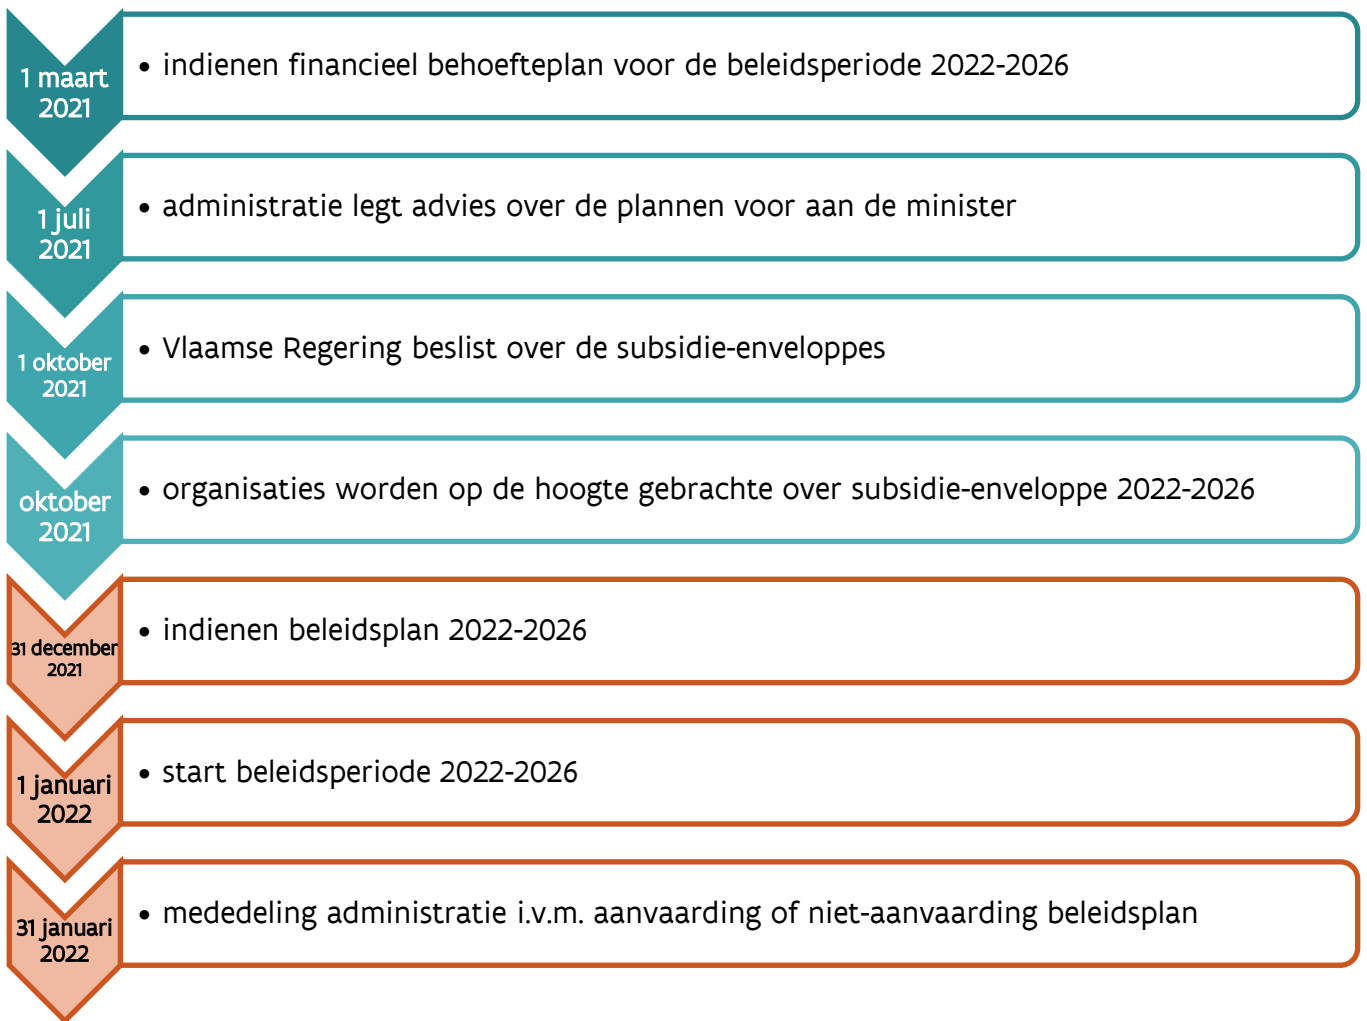 1 maart
2021
• indienen financieel behoefteplan voor de beleidsperiode 2022-2026
1 juli
2021
• administratie legt advies over de plannen voor aan de minister
1 oktober
2021
• Vlaamse Regering beslist over de subsidie-enveloppes
oktober
2021
• organisaties worden op de hoogte gebrachte over subsidie-enveloppe 2022-2026
31 december
2021
• indienen beleidsplan 2022-2026
1 januari
2022
• start beleidsperiode 2022-2026
31 januari
2022
• mededeling administratie i.v.m. aanvaarding of niet-aanvaarding beleidsplan